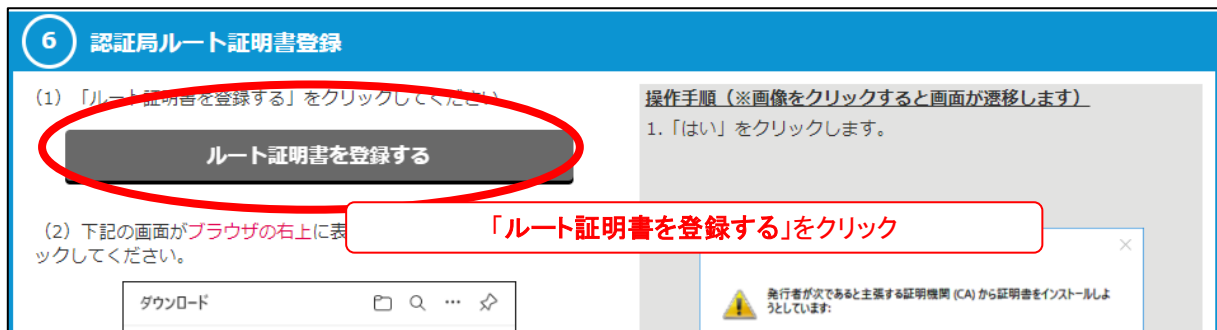 6 認証局ルート証明書登録
(1) 「ルート証明書を登録する」をクリックしてください
ルート証明書を登録する
(2) 下記の画面がブラウザの右上に表
ックしてください。
ダウンロード
操作手順（※画像をクリックすると画面が遷移します）
1.「はい」をクリックします。
「ルート証明書を登録する」をクリック
発行者が次であると主張する証明機関 (CA) から証明書をインストールしよ
うとしています: